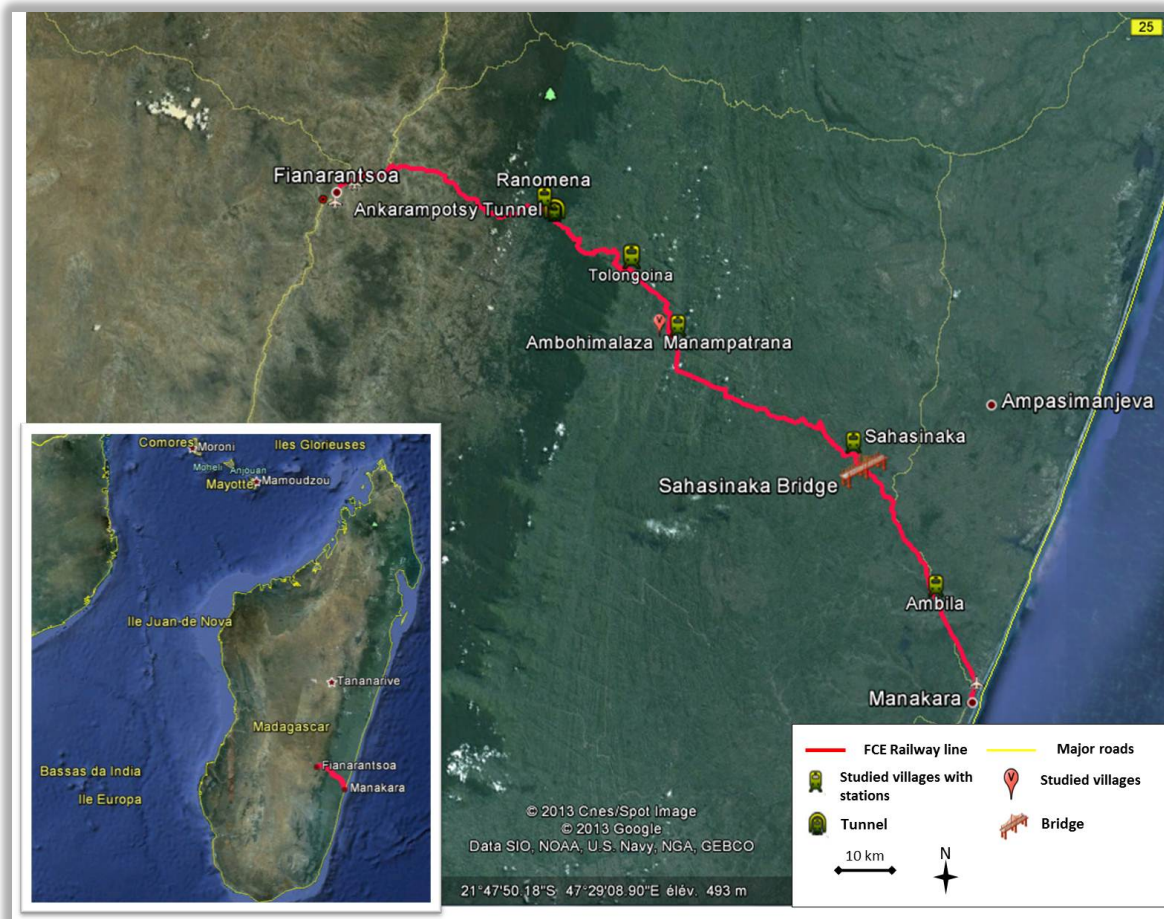 25
Fianarantsoa
Ranomena
Ankarampotsy Tunnel
Tolongoina
V
Ambohimalaza Manampatrana
Ampasimanjeva
Sahasinaka
Sahasinaka Bridge
Ambila
Manakara
Comores
Moroni
Iles Glorieuses
Moheli Anjouan
Mayotte
Mamoudzou
Ile Juan de Nova
Tananarive
Madagascar
Bassas da India
Fianarantsoa
Manakara
Ile Europa
© 2013 Cnes/Spot Image
© 2013 Google
Data SIO, NOAA, U.S. Navy, NGA, GEBCO
21°47'50.18"S 47°29'08.90"E élév. 493 m
FCE Railway line
Major roads
Studied villages with
stations
V
Studied villages
Tunnel
Bridge
10 km
N